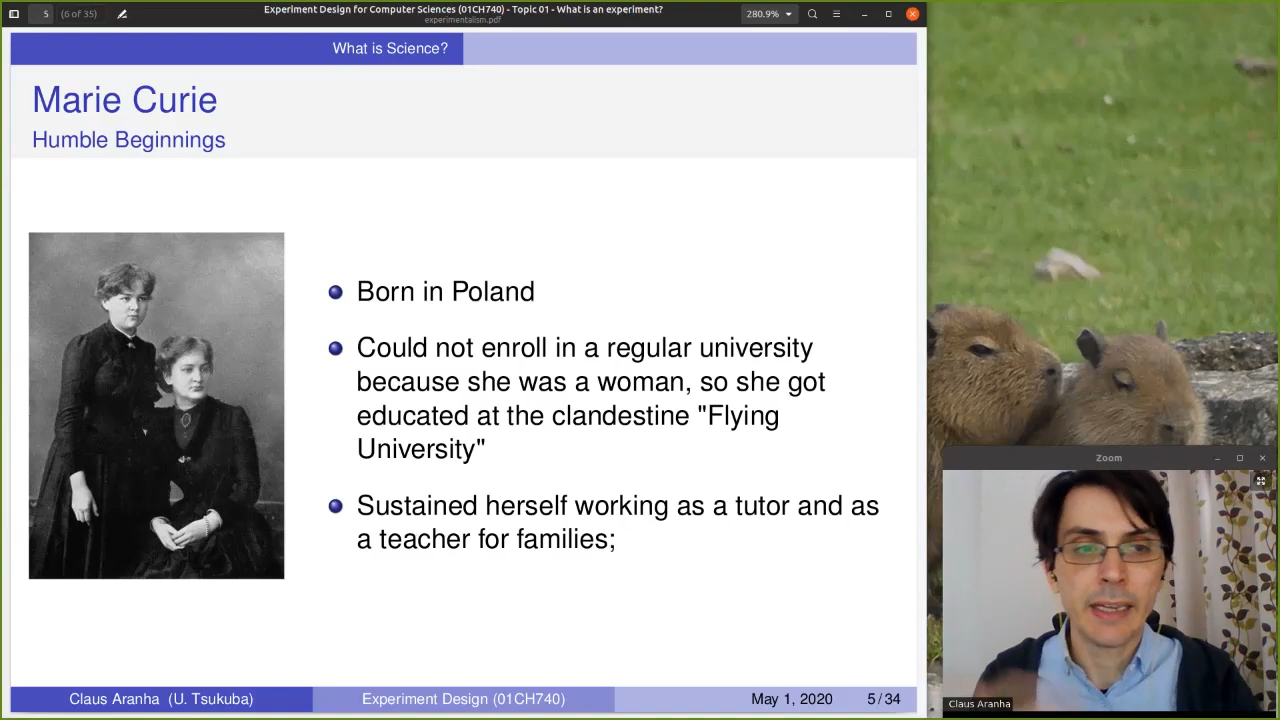 5 (6 of 35) Experiment Design for Computer Sciences (01CH740) - Topic 01 - What is an experiment? 280.9%
experimentalism.pdf
What is Science?
Marie Curie
Humble Beginnings
Born in Poland
Could not enroll in a regular university
because she was a woman, so she got
educated at the clandestine "Flying
University"
Sustained herself working as a tutor and as
a teacher for families;
Zoom
Claus Aranha
Claus Aranha (U. Tsukuba) Experiment Design (01CH740) May 1, 2020 5 / 34